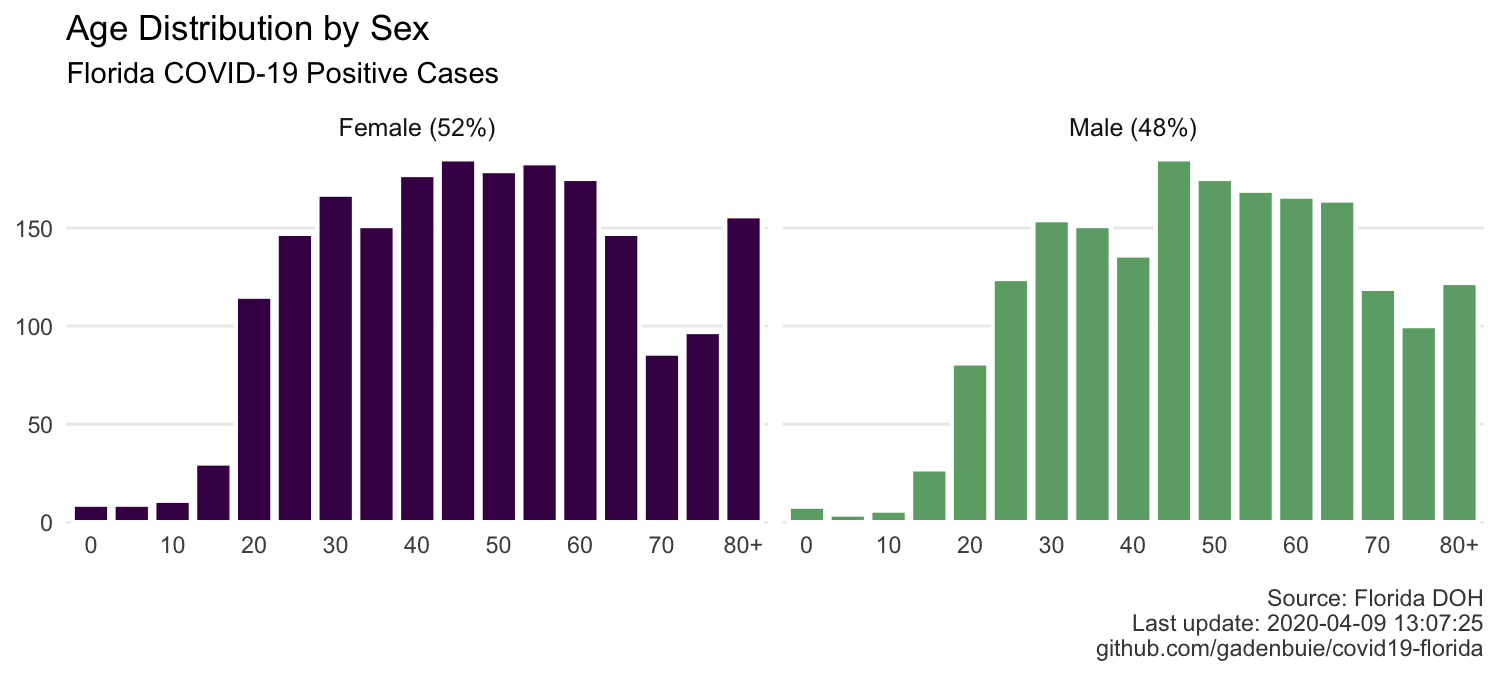 Age Distribution by Sex
Florida COVID-19 Positive Cases
Female (52%)
Male (48%)
150
100
50
0
0 10 20 30 40 50 60 70 80+
0 10 20 30 40 50 60 70 80+
Source: Florida DOH
Last update: 2020-04-09 13:07:25
github.com/gadenbuie/covid19-florida